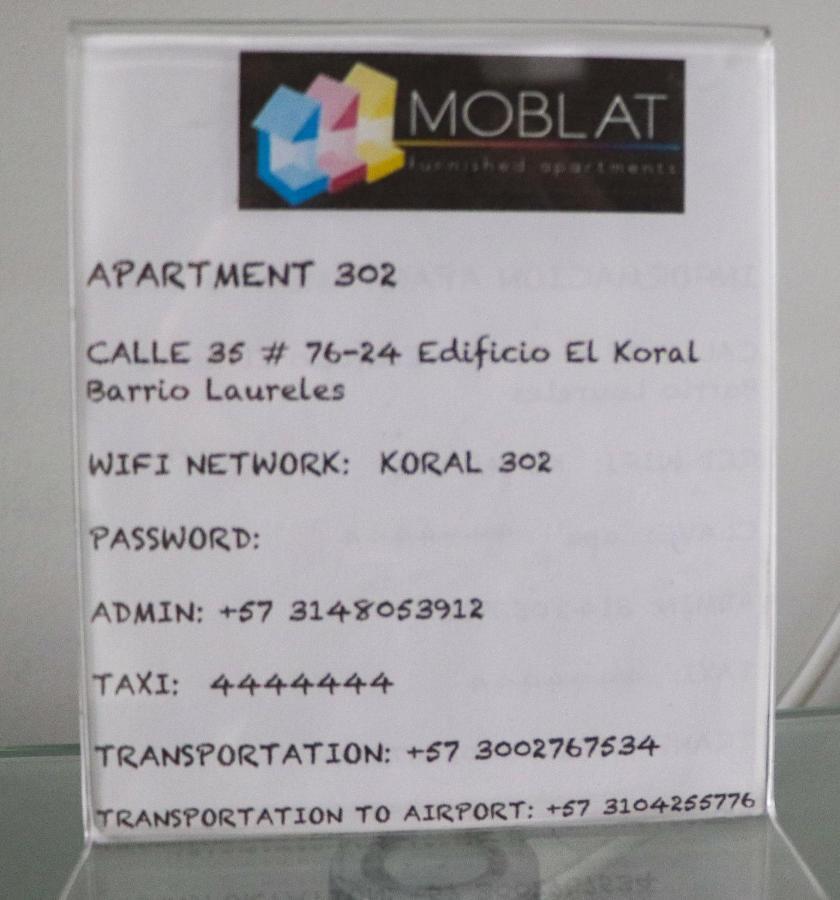 MOBLAT
furnished apartments
APARTMENT 302
CALLE 35 # 76-24 Edificio El Koral
Barrio Laureles
WIFI NETWORK: KORAL 302
PASSWORD:
ADMIN: +57 3148053912
TAXI: 4444444
TRANSPORTATION: +57 3002767534
TRANSPORTATION TO AIRPORT: +57 3104255776